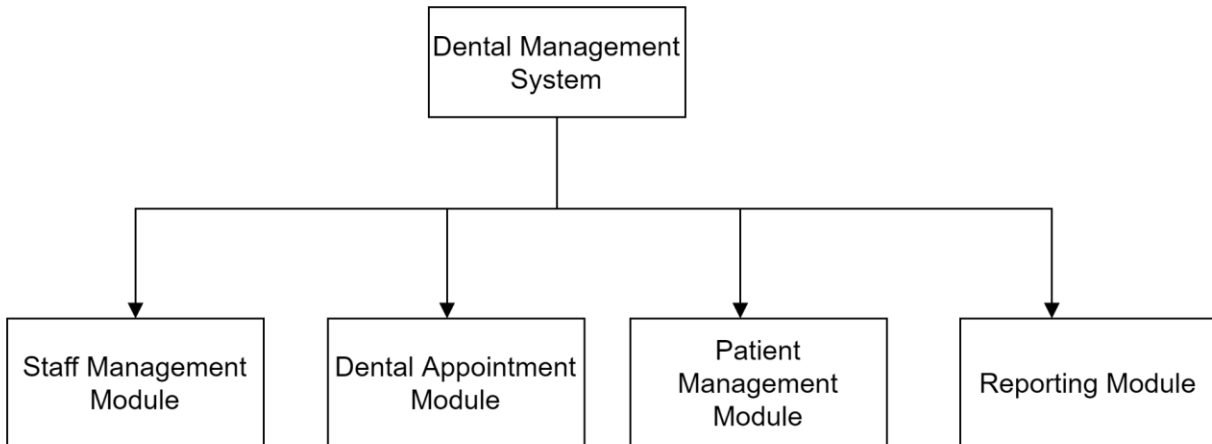 Dental Management
System
Staff Management
Module
Dental Appointment
Module
Patient
Management
Module
Reporting Module